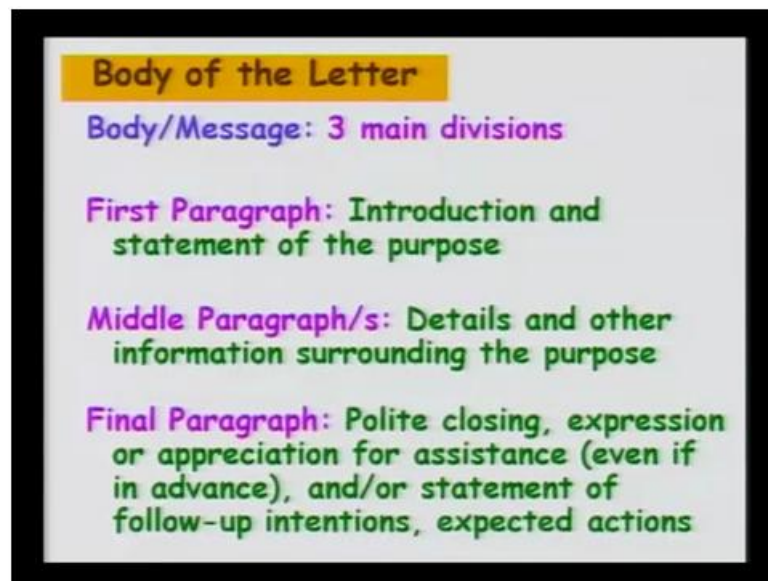 Body of the Letter
Body/Message: 3 main divisions
First Paragraph: Introduction and
statement of the purpose
Middle Paragraph/s: Details and other
information surrounding the purpose
Final Paragraph: Polite closing, expression
or appreciation for assistance (even if
in advance), and/or statement of
follow-up intentions, expected actions